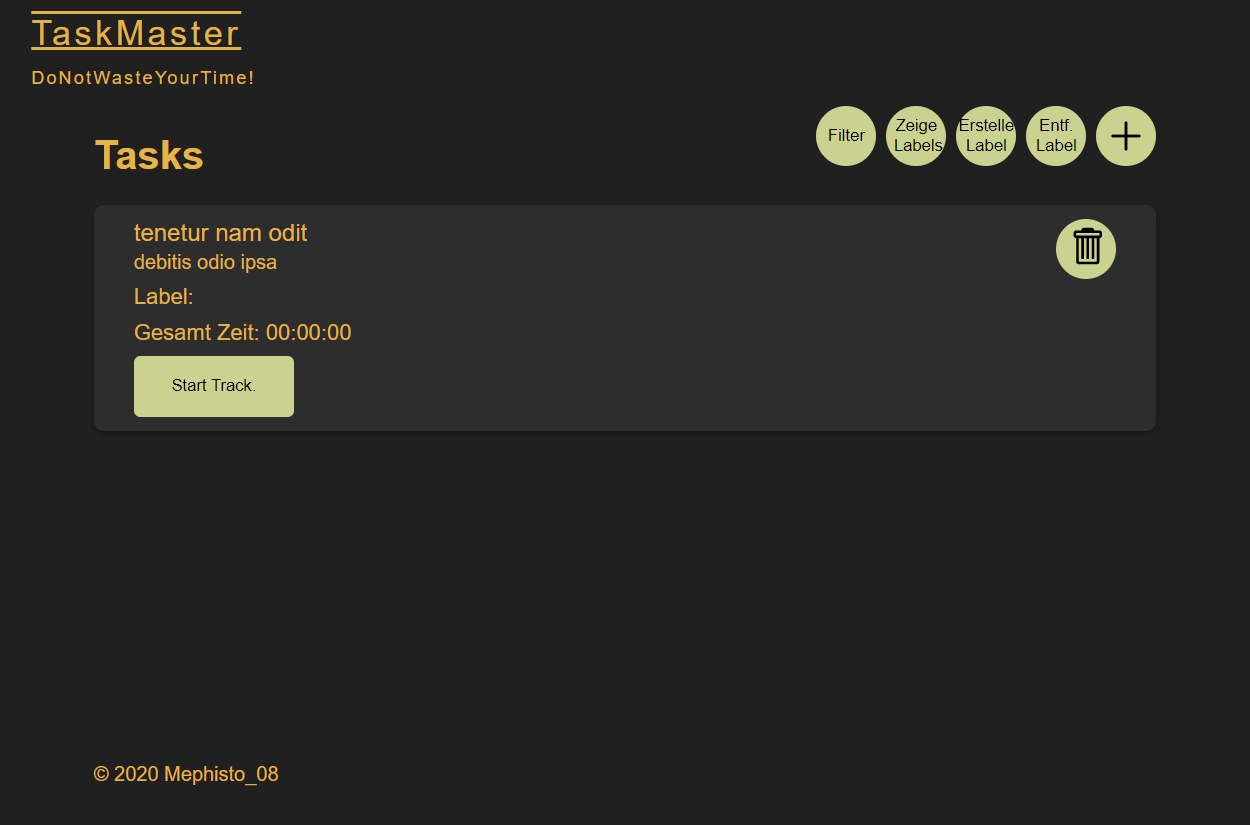 TaskMaster
DoNotWasteYourTime!
Tasks
Filter
Zeige
Labels
Erstelle
Label
Entf.
Label
tenetur nam odit
debitis odio ipsa
Label:
Gesamt Zeit: 00:00:00
Start Track.
© 2020 Mephisto_08